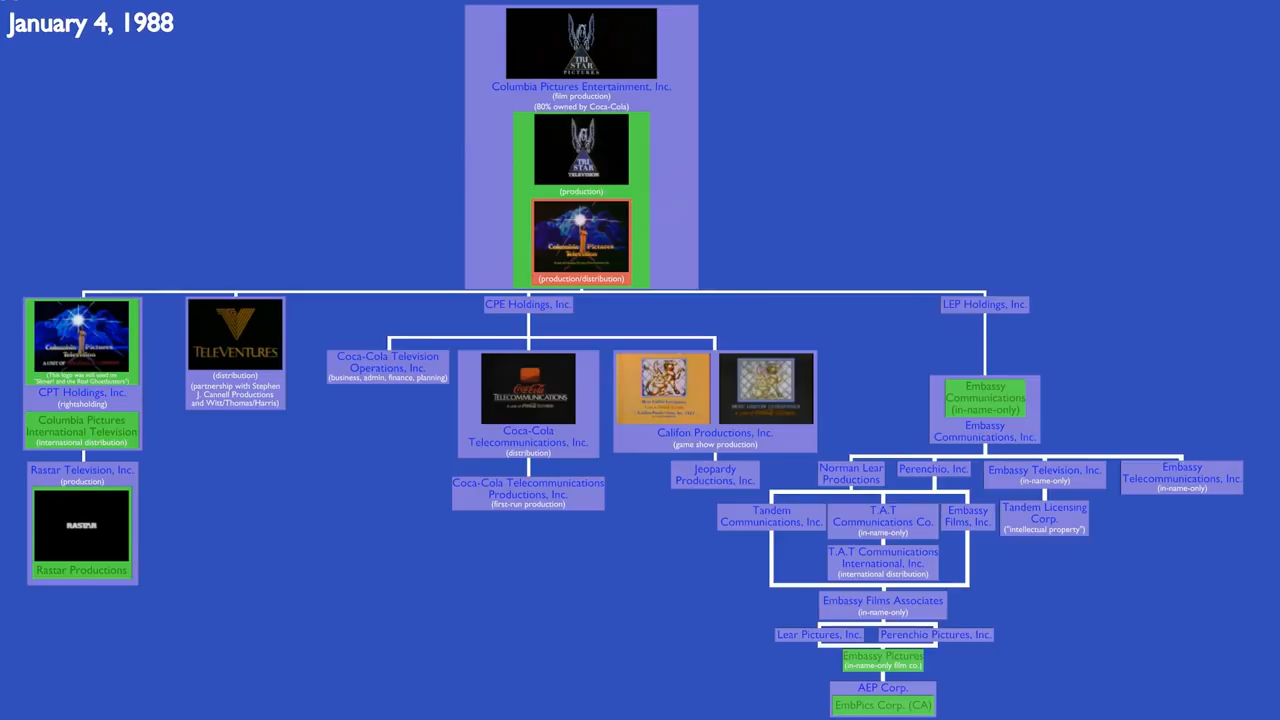 January 4, 1988
TRI
STAR
PICTURES
Columbia Pictures Entertainment, Inc.
(film production)
(80% owned by Coca-Cola)
TRI
STAR
TELEVISION
(production)
Columbia Pictures
Television
(production/distribution)
Columbia Pictures
Television
A UNIT OF
(This logo was still used on
"Slimer! and the Real Ghostbusters")
CPT Holdings, Inc.
(rightsholding)
Columbia Pictures
International Television
(international distribution)
Rastar Television, Inc.
(production)
RASTAR
Rastar Productions
TELEVENTURES
(distribution)
(partnership with Stephen
J. Cannell Productions
and Witt/Thomas/Harris)
CPE Holdings, Inc.
Coca-Cola Television
Operations, Inc.
(business, admin, finance, planning)
Coca-Cola
TELECOMMUNICATIONS
Coca-Cola
Telecommunications, Inc.
(distribution)
Coca-Cola Telecommunications
Productions, Inc.
(first-run production)
MERV GRIFFIN ENTERPRISES
Califon Productions, Inc.
(game show production)
Jeopardy
Productions, Inc.
LEP Holdings, Inc.
Embassy
Communications
(in-name-only)
Embassy
Communications, Inc.
Norman Lear
Productions
Perenchio, Inc.
Embassy Television, Inc.
(in-name-only)
Embassy
Telecommunications, Inc.
(in-name-only)
Tandem
Communications, Inc.
T.A.T
Communications Co.
(in-name-only)
Embassy
Films, Inc.
Tandem Licensing
Corp.
("intellectual property")
T.A.T Communications
International, Inc.
(international distribution)
Embassy Films Associates
(in-name-only)
Lear Pictures, Inc.
Perenchio Pictures, Inc.
Embassy Pictures
(in-name-only film co.)
AEP Corp.
EmbPics Corp. (CA)